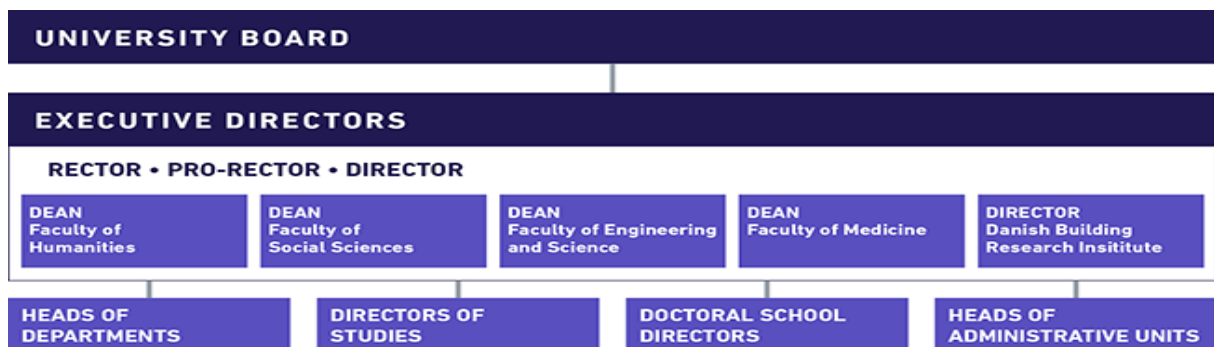 UNIVERSITY BOARD
EXECUTIVE DIRECTORS
RECTOR • PRO-RECTOR • DIRECTOR
DEAN
Faculty of
Humanities
DEAN
Faculty of
Social Sciences
DEAN
Faculty of Engineering
and Science
DEAN
Faculty of Medicine
DIRECTOR
Danish Building
Research Insititute
HEADS OF
DEPARTMENTS
DIRECTORS OF
STUDIES
DOCTORAL SCHOOL
DIRECTORS
HEADS OF
ADMINISTRATIVE UNITS